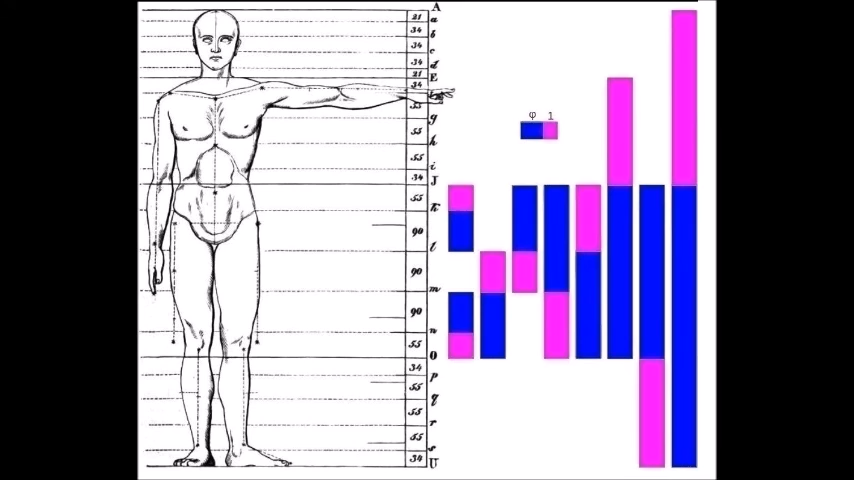 A
21 a
34 b
34 c
34 d
21 E
34
55 g
55 h
55 i
34 J
55 k
90 l
90 m
90 n
55 O
34 p
55 q
55 r
55 s
34 U
φ 1